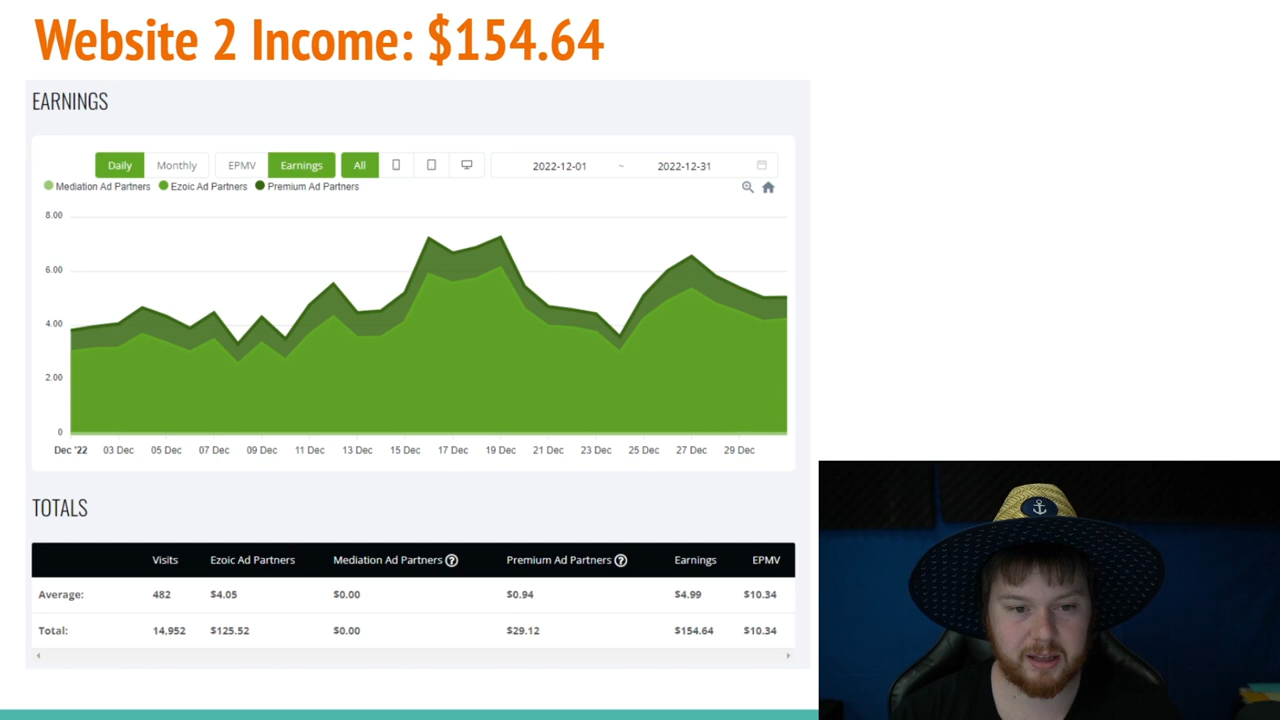 Website 2 Income: $154.64
EARNINGS
Daily Monthly EPMV Earnings All 2022-12-01 ~ 2022-12-31
Mediation Ad Partners Ezoic Ad Partners Premium Ad Partners
8.00
6.00
4.00
2.00
0
Dec '22 03 Dec 05 Dec 07 Dec 09 Dec 11 Dec 13 Dec 15 Dec 17 Dec 19 Dec 21 Dec 23 Dec 25 Dec 27 Dec 29 Dec
TOTALS
Visits Ezoic Ad Partners Mediation Ad Partners ? Premium Ad Partners ? Earnings EPMV
Average: 482 $4.05 $0.00 $0.94 $4.99 $10.34
Total: 14,952 $125.52 $0.00 $29.12 $154.64 $10.34